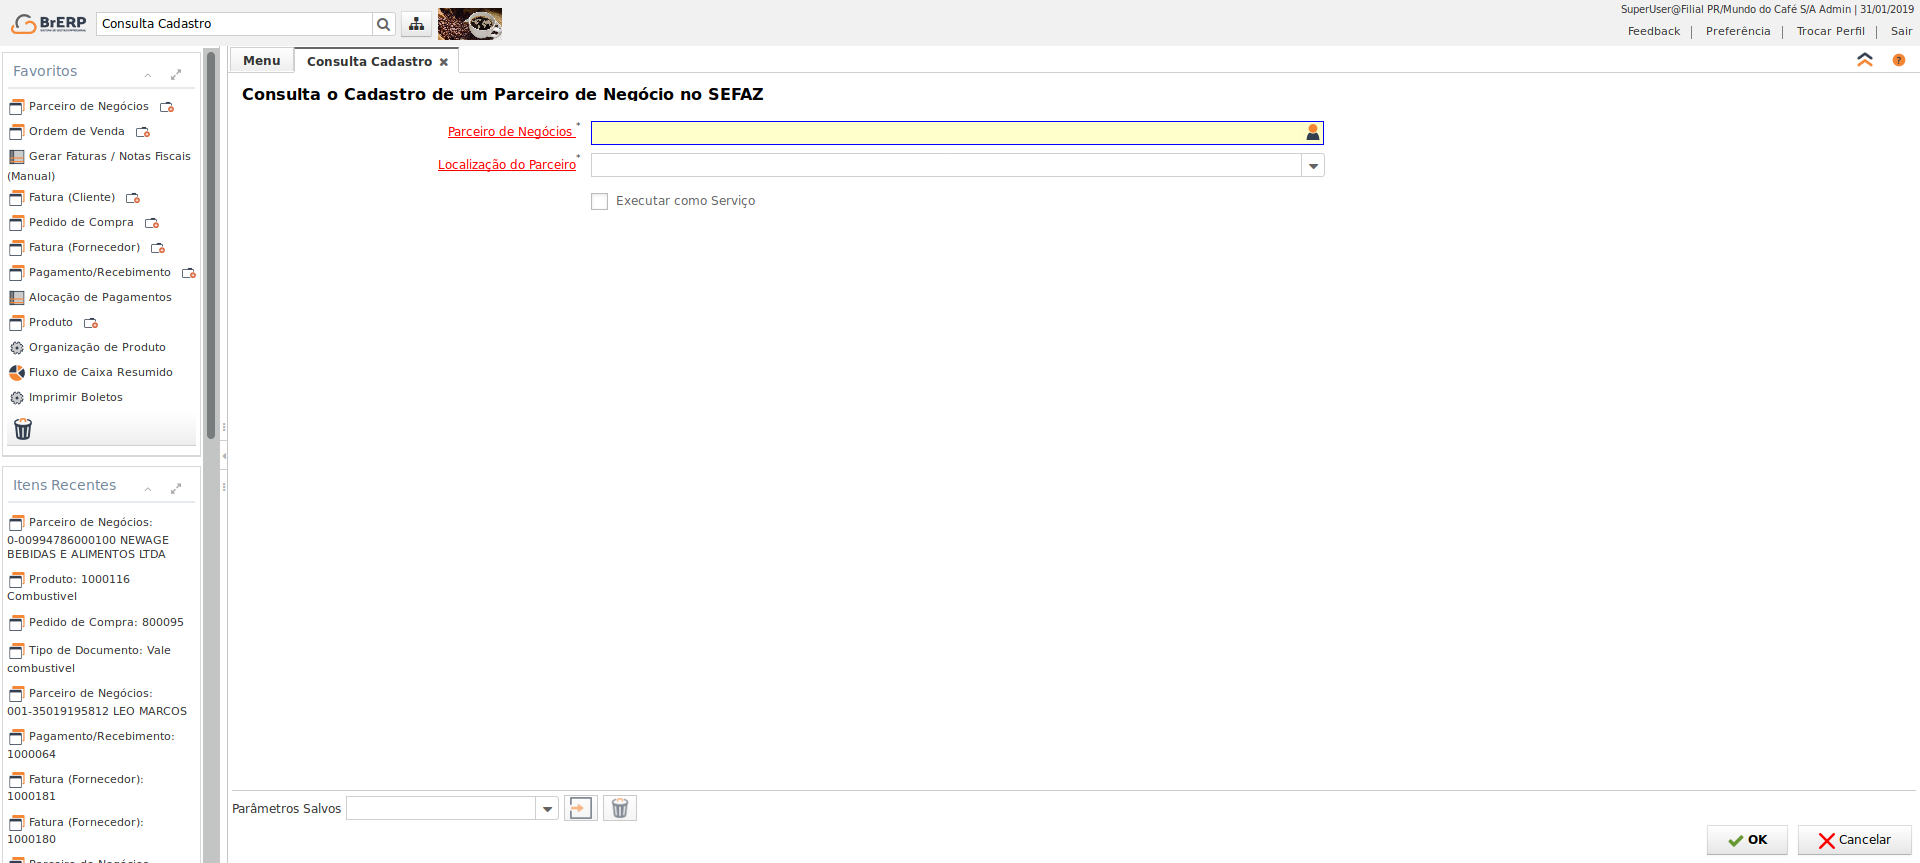 BrERP
Consulta Cadastro
SuperUser@Filial PR/Mundo do Café S/A Admin | 31/01/2019
Feedback | Preferência | Trocar Perfil | Sair
Favoritos
Parceiro de Negócios
Ordem de Venda
Gerar Faturas / Notas Fiscais
(Manual)
Fatura (Cliente)
Pedido de Compra
Fatura (Fornecedor)
Pagamento/Recebimento
Alocação de Pagamentos
Produto
Organização de Produto
Fluxo de Caixa Resumido
Imprimir Boletos
Itens Recentes
Parceiro de Negócios:
0-00994786000100 NEWAGE
BEBIDAS E ALIMENTOS LTDA
Produto: 1000116
Combustivel
Pedido de Compra: 800095
Tipo de Documento: Vale
combustivel
Parceiro de Negócios:
001-35019195812 LEO MARCOS
Pagamento/Recebimento:
1000064
Fatura (Fornecedor):
1000181
Fatura (Fornecedor):
1000180
Parceiro de Negócios
Menu
Consulta Cadastro
?
Consulta o Cadastro de um Parceiro de Negócio no SEFAZ
Parceiro de Negócios *
Localização do Parceiro *
Executar como Serviço
Parâmetros Salvos
OK
Cancelar